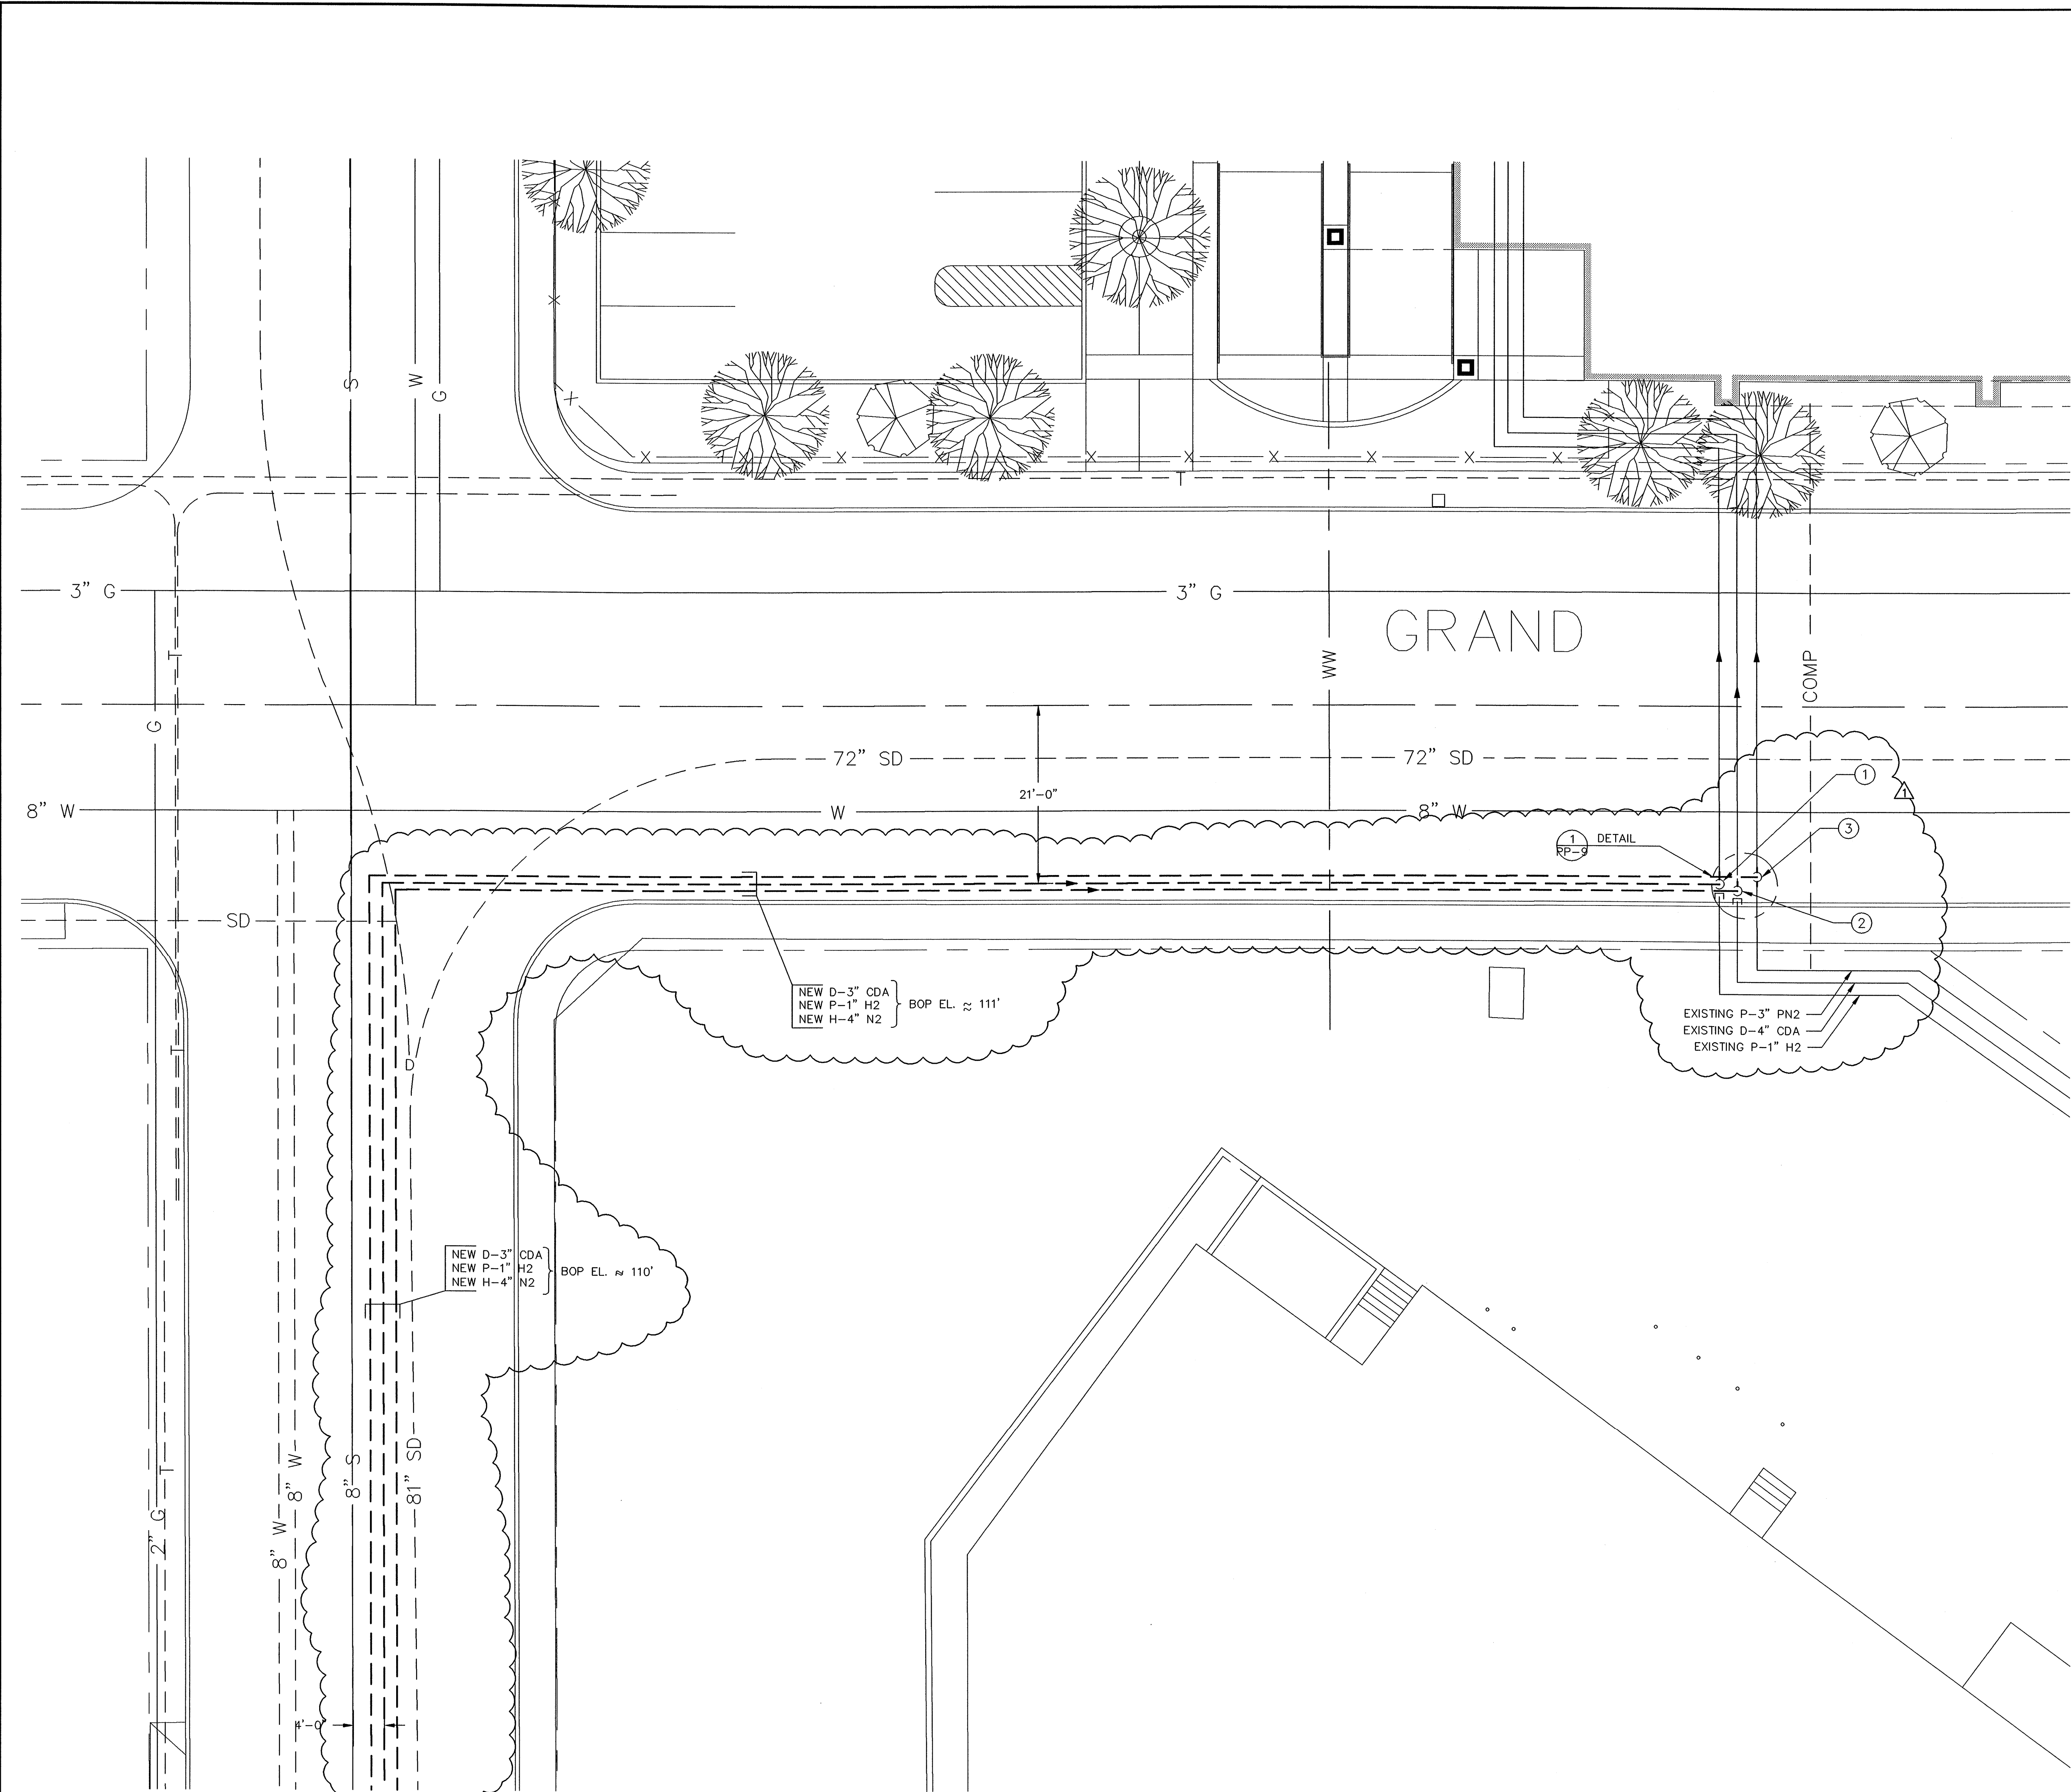 S
W
G
X
X
X
X
X
X
X
X
X
X
X
X
T
3" G
3" G
GRAND
T
WW
COMP
G
72" SD
72" SD
1
1
21'-0"
8" W
W
8" W
3
1
DETAIL
PP-9
SD
2
NEW D-3" CDA
NEW P-1" H2
NEW H-4" N2
BOP EL. ≈ 111'
EXISTING P-3" PN2
EXISTING D-4" CDA
EXISTING P-1" H2
T
D
NEW D-3" CDA
NEW P-1" H2
NEW H-4" N2
BOP EL. ≈ 110'
T
2" G
8" W
8" W
8" S
81" SD
4'-0"